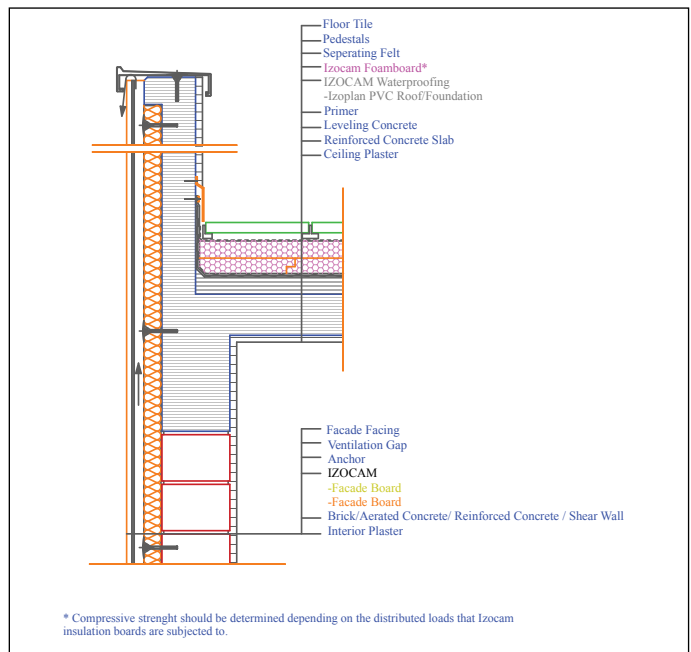 Floor Tile
Pedestals
Seperating Felt
Izocam Foamboard*
IZOCAM Waterproofing
-Izoplan PVC Roof/Foundation
Primer
Leveling Concrete
Reinforced Concrete Slab
Ceiling Plaster
Facade Facing
Ventilation Gap
Anchor
IZOCAM
-Facade Board
-Facade Board
Brick/Aerated Concrete/ Reinforced Concrete / Shear Wall
Interior Plaster
* Compressive strenght should be determined depending on the distributed loads that Izocam
insulation boards are subjected to.